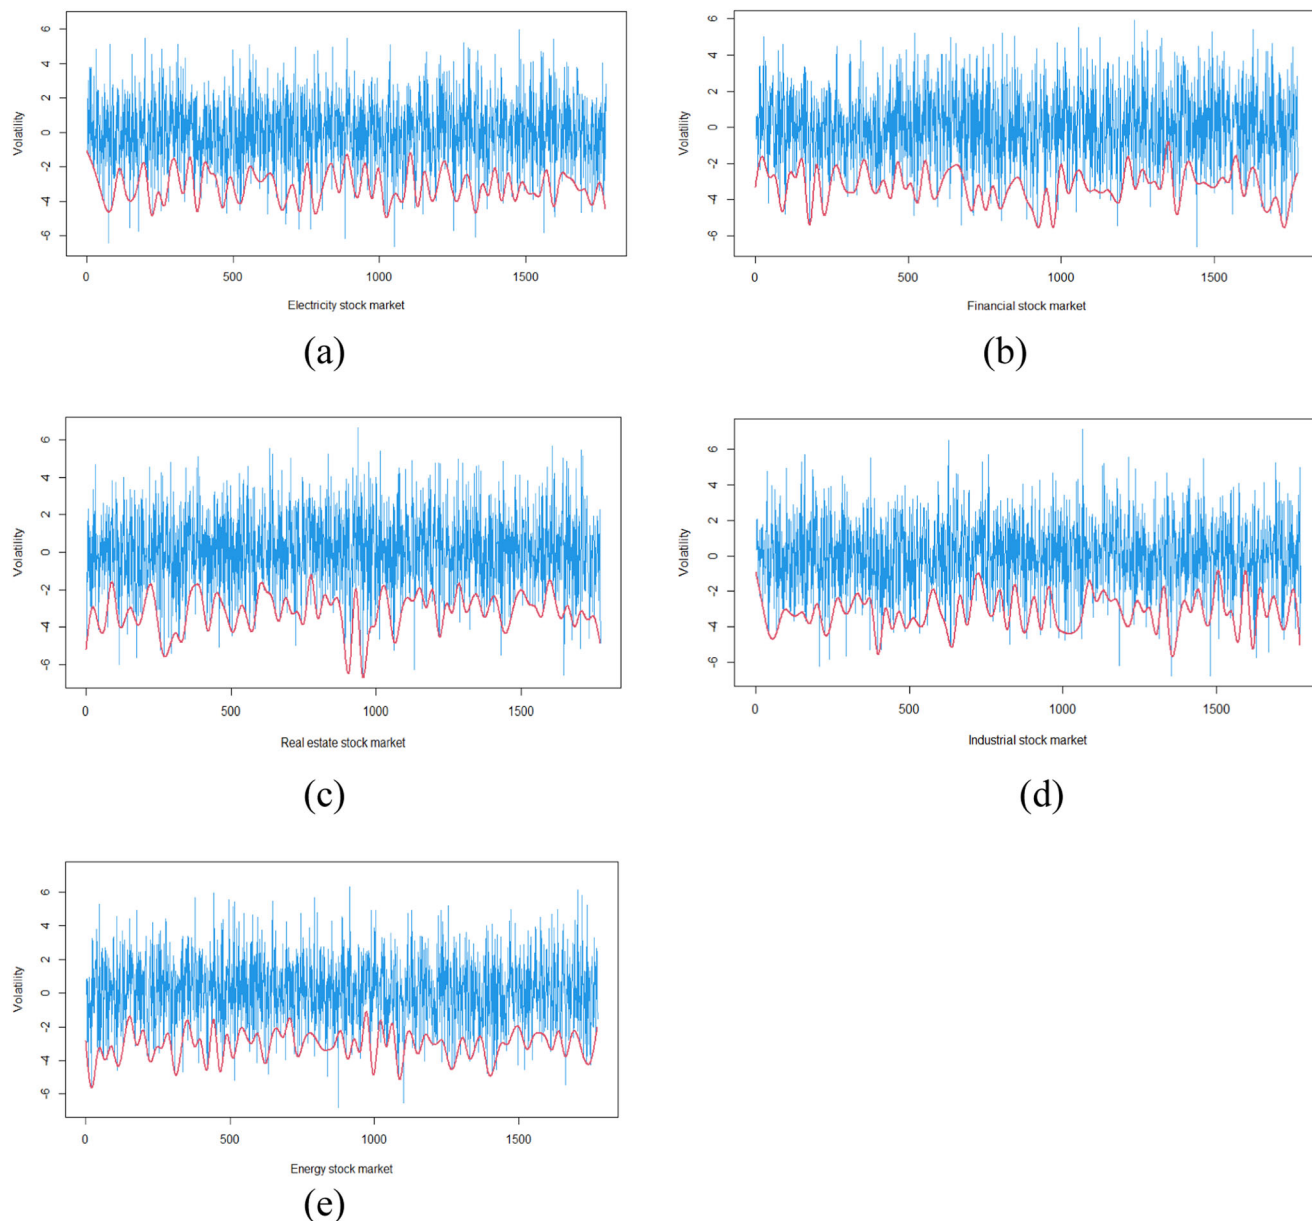 Volatility
6
4
2
0
-2
-4
-6
0 500 1000 1500
Electricity stock market
(a)
Volatility
6
4
2
0
-2
-4
-6
0 500 1000 1500
Financial stock market
(b)
Volatility
6
4
2
0
-2
-4
-6
0 500 1000 1500
Real estate stock market
(c)
Volatility
6
4
2
0
-2
-4
-6
0 500 1000 1500
Industrial stock market
(d)
Volatility
6
4
2
0
-2
-4
-6
0 500 1000 1500
Energy stock market
(e)